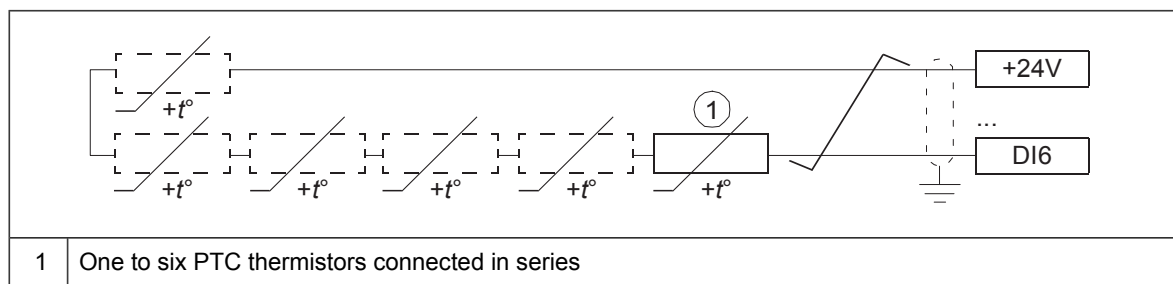 +24V
+t°
1
...
DI6
+t° +t° +t° +t° +t°
1 One to six PTC thermistors connected in series